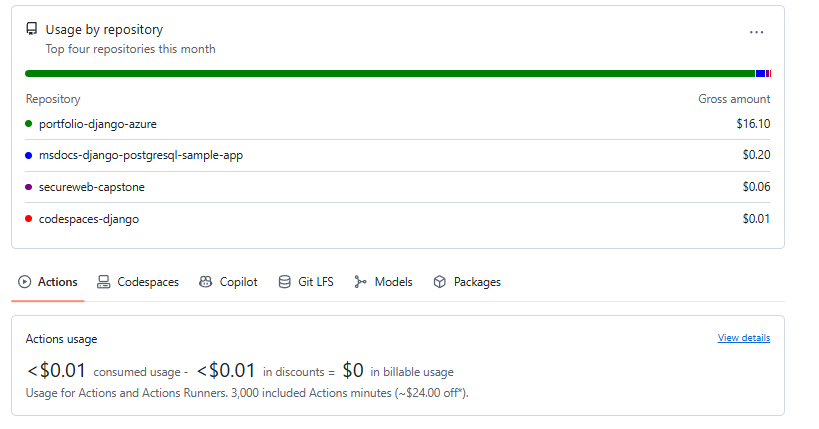 Usage by repository
Top four repositories this month
Repository Gross amount
portfolio-django-azure $16.10
msdocs-django-postgresql-sample-app $0.20
secureweb-capstone $0.06
codespaces-django $0.01
Actions Codespaces Copilot Git LFS Models Packages
Actions usage View details
<$0.01 consumed usage - <$0.01 in discounts = $0 in billable usage
Usage for Actions and Actions Runners. 3,000 included Actions minutes (~$24.00 off*).